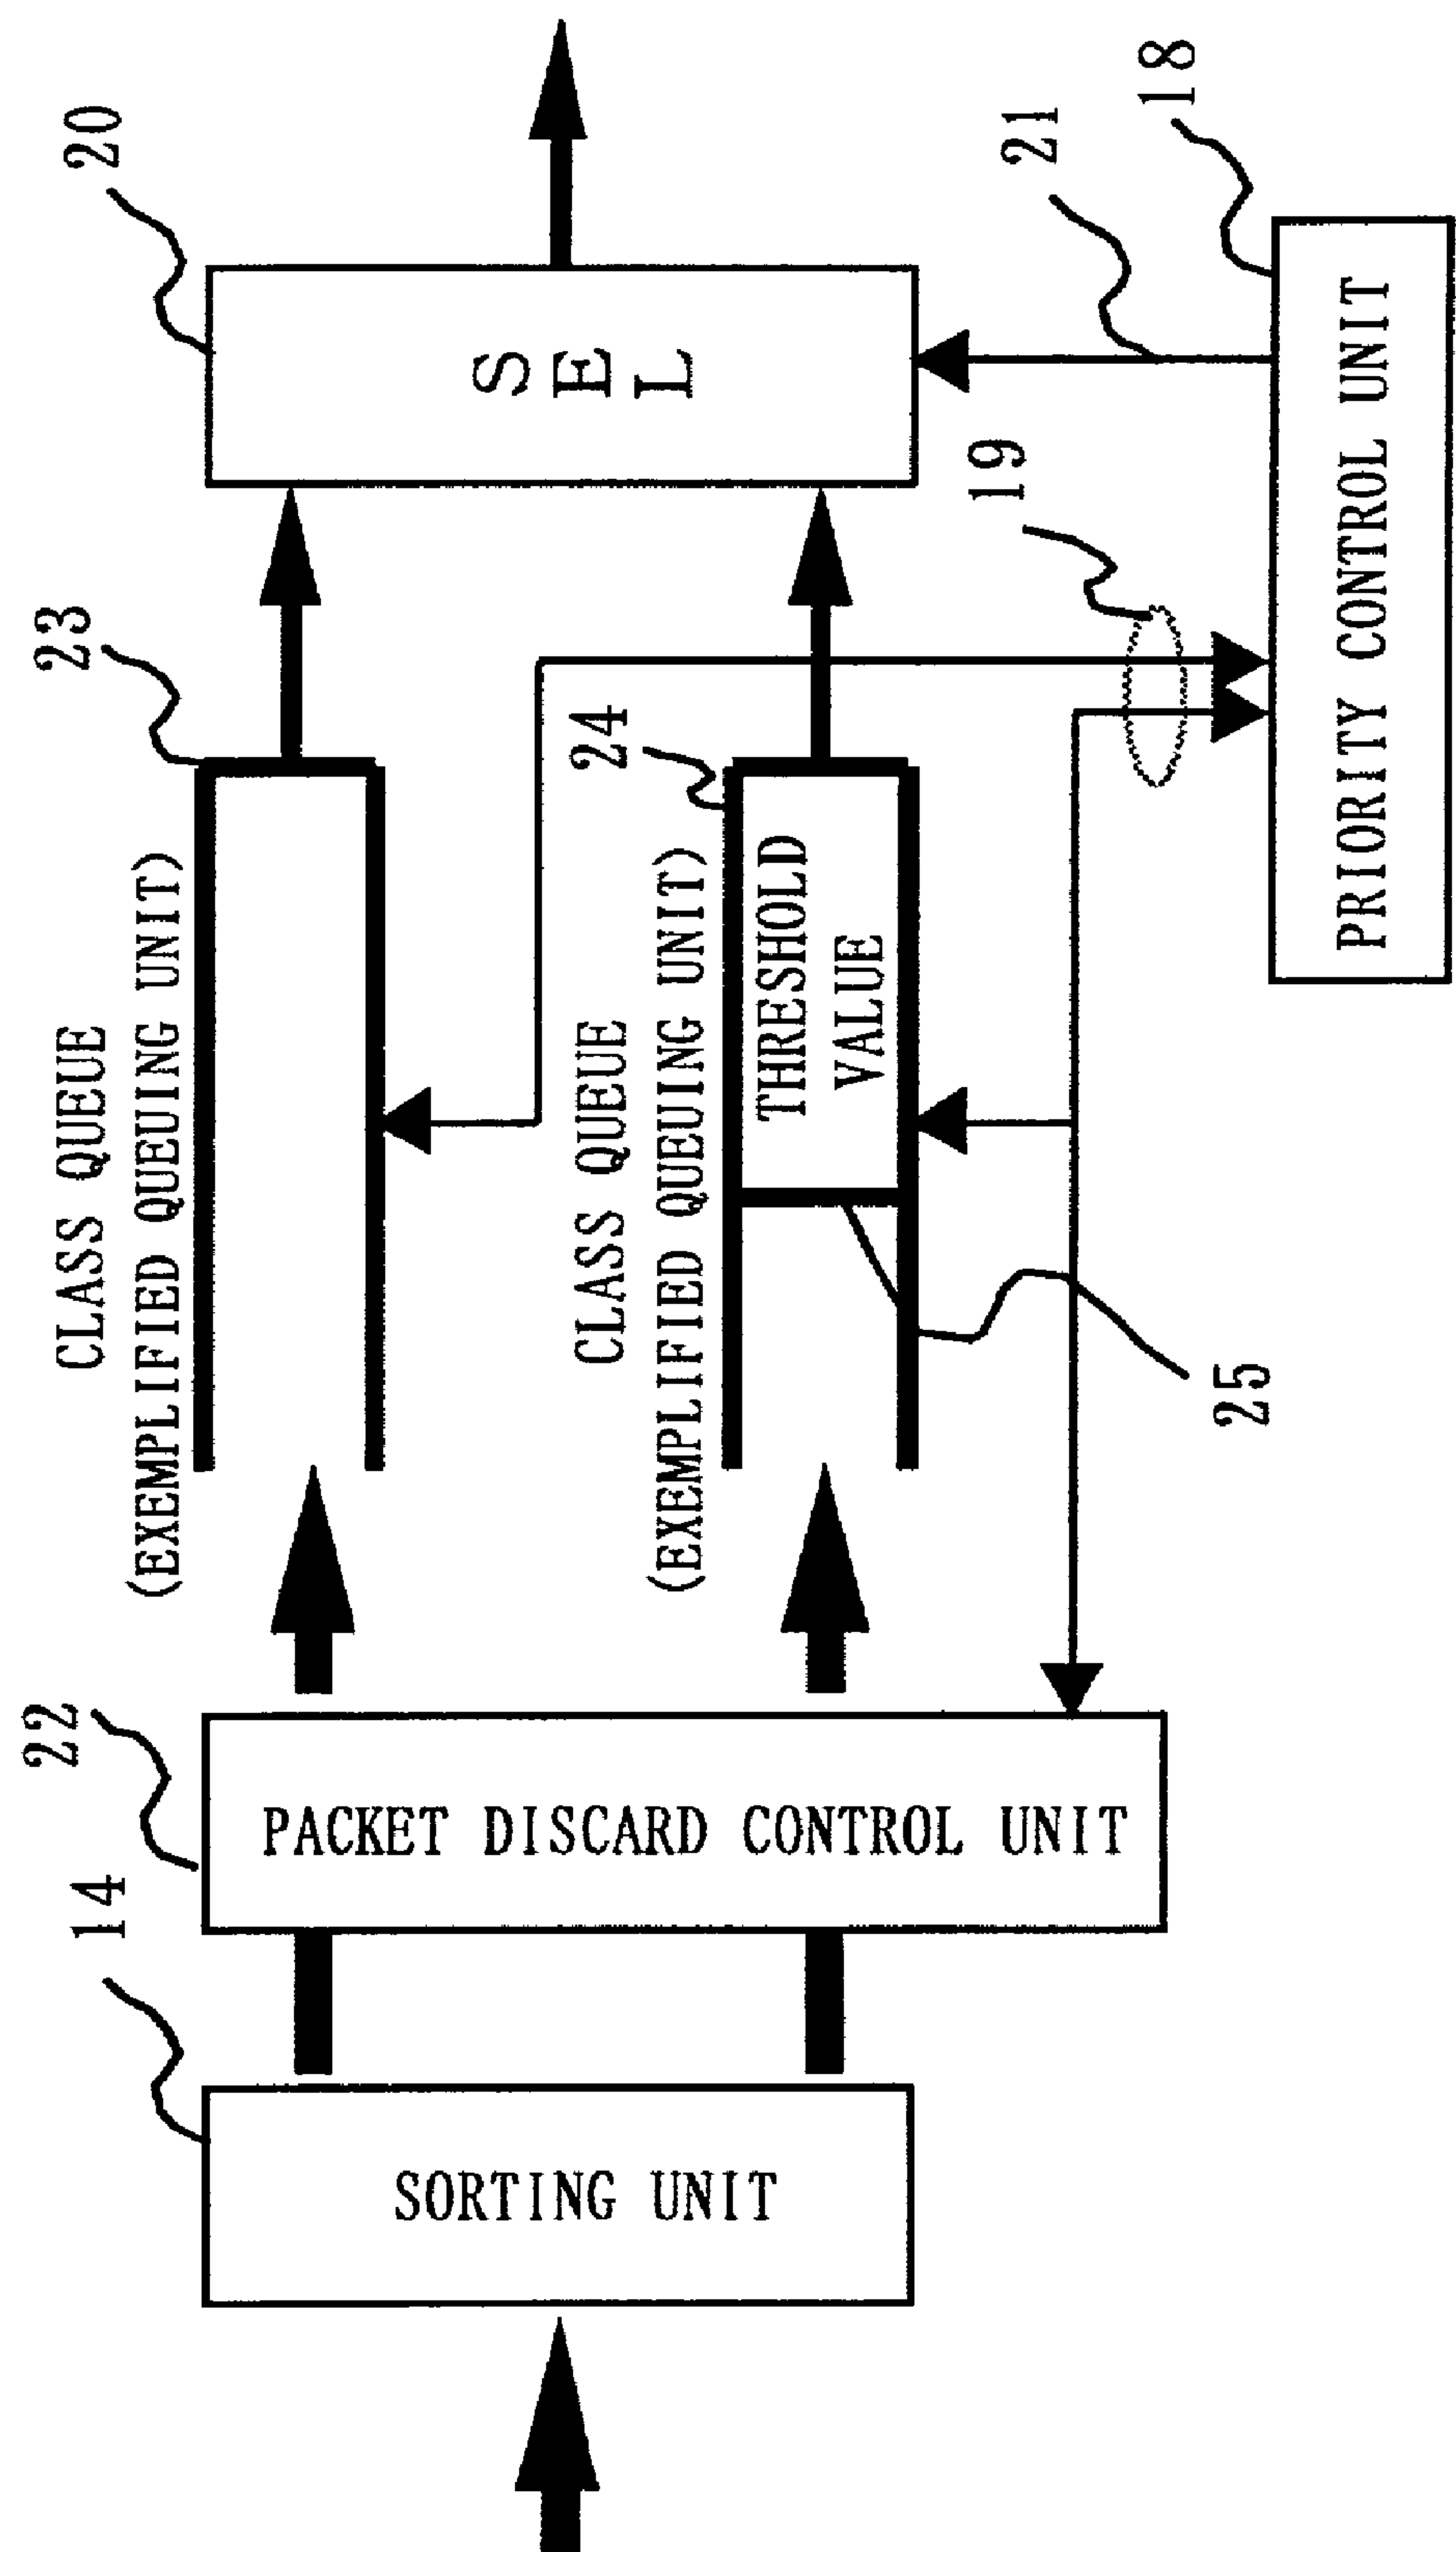 14
SORTING UNIT
22
PACKET DISCARD CONTROL UNIT
CLASS QUEUE
(EXEMPLIFIED QUEUING UNIT)
23
CLASS QUEUE
(EXEMPLIFIED QUEUING UNIT)
24
THRESHOLD
VALUE
25
20
S
E
L
19
21
18
PRIORITY CONTROL UNIT